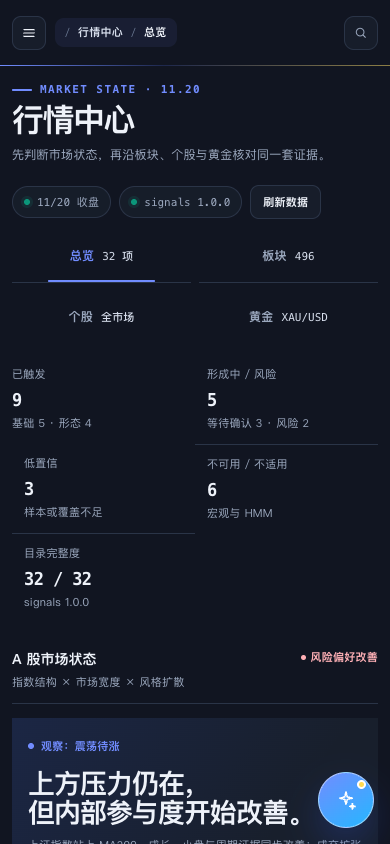 / 行情中心 / 总览
MARKET STATE · 11.20
行情中心
先判断市场状态，再沿板块、个股与黄金核对同一套证据。
11/20 收盘 signals 1.0.0 刷新数据
总览 32 项 板块 496
个股 全市场 黄金 XAU/USD
已触发
9
基础 5 · 形态 4
形成中 / 风险
5
等待确认 3 · 风险 2
低置信
3
样本或覆盖不足
不可用 / 不适用
6
宏观与 HMM
目录完整度
32 / 32
signals 1.0.0
A 股市场状态 风险偏好改善
指数结构 × 市场宽度 × 风格扩散
观察：震荡待涨
上方压力仍在，
但内部参与度开始改善。